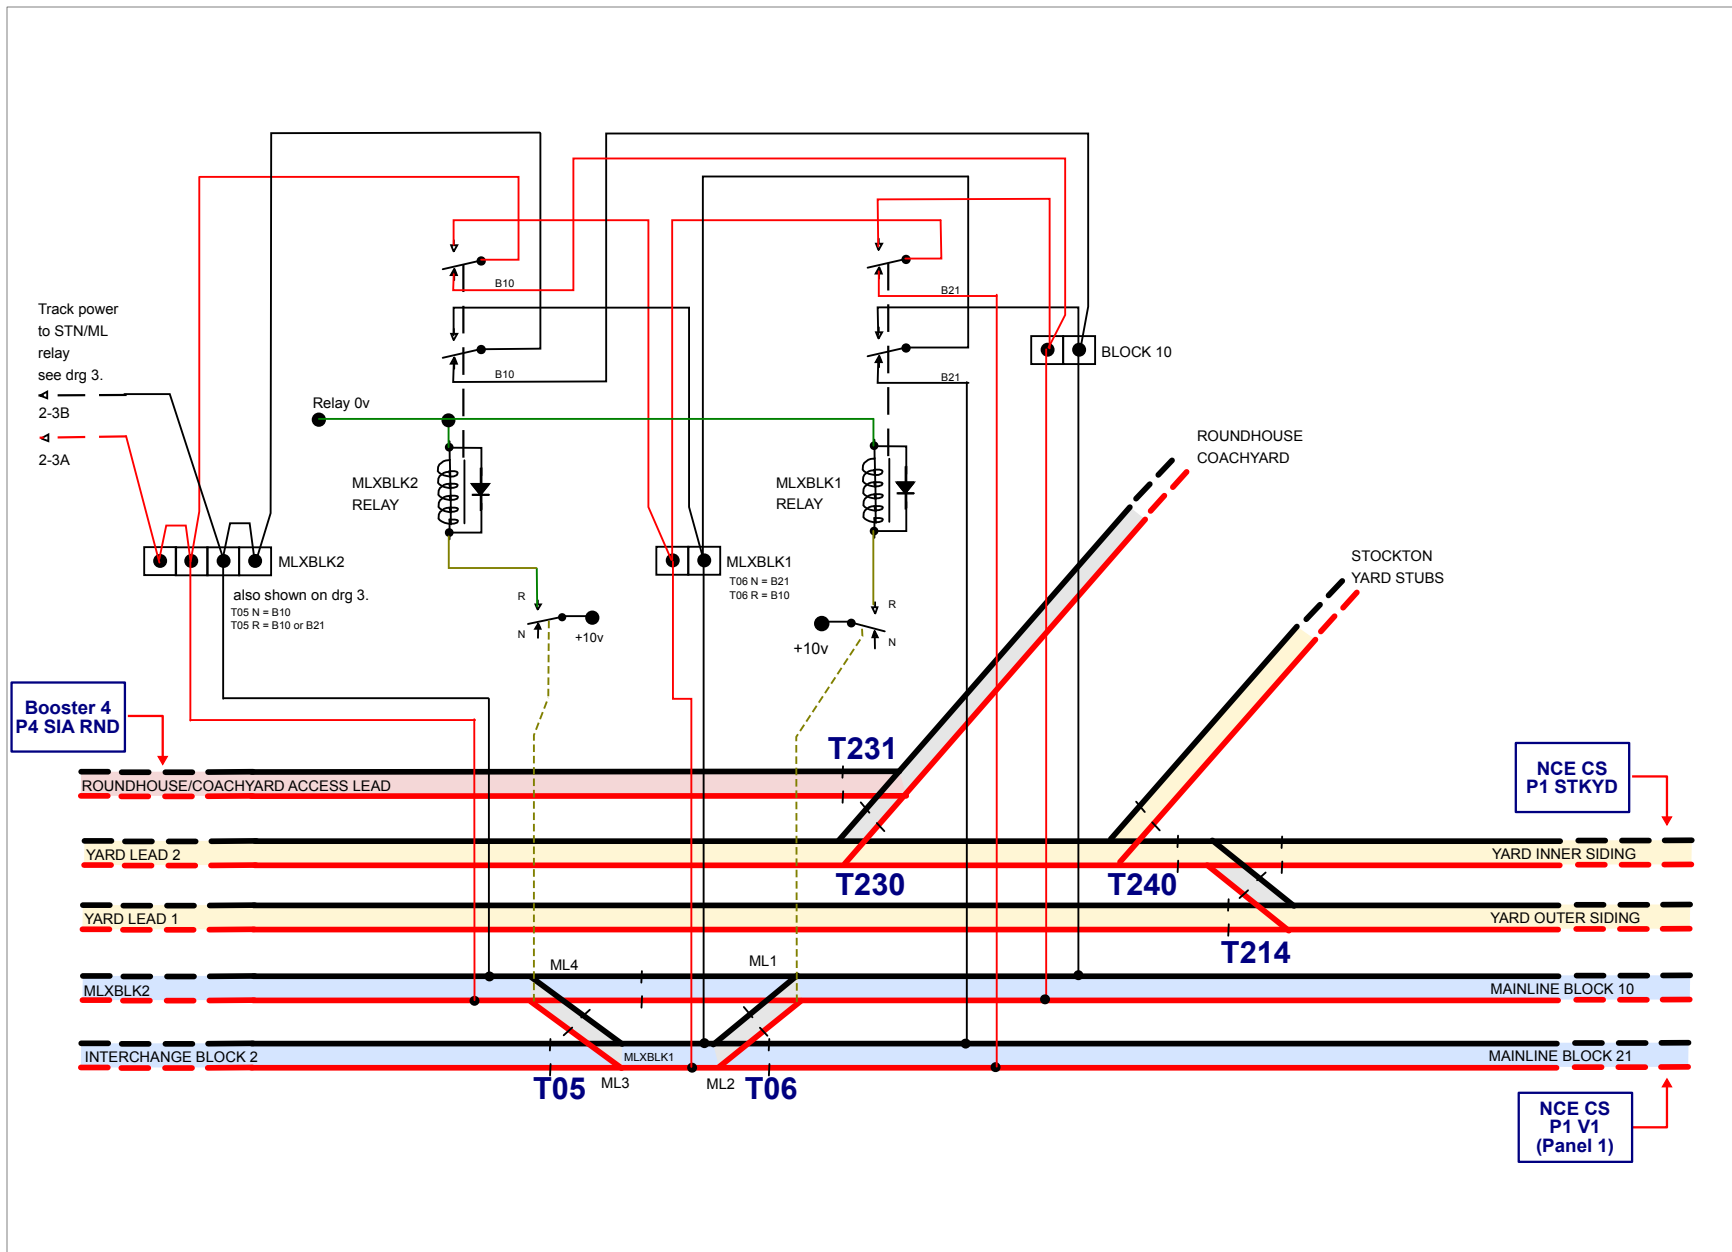 B10
B21
B10
B21
Track power
to STN/ML
relay
see drg 3.
2-3B
2-3A
BLOCK 10
Relay 0v
MLXBLK2
RELAY
MLXBLK1
RELAY
ROUNDHOUSE
COACHYARD
STOCKTON
YARD STUBS
MLXBLK2
also shown on drg 3.
T05 N = B10
T05 R = B10 or B21
MLXBLK1
T06 N = B21
T06 R = B10
R
N
+10v
R
N
+10v
Booster 4
P4 SIA RND
T231
NCE CS
P1 STKYD
ROUNDHOUSE/COACHYARD ACCESS LEAD
YARD LEAD 2
YARD INNER SIDING
T230
T240
YARD LEAD 1
YARD OUTER SIDING
T214
ML4
ML1
MLXBLK2
MAINLINE BLOCK 10
INTERCHANGE BLOCK 2
MLXBLK1
MAINLINE BLOCK 21
T05
ML3
ML2
T06
NCE CS
P1 V1
(Panel 1)